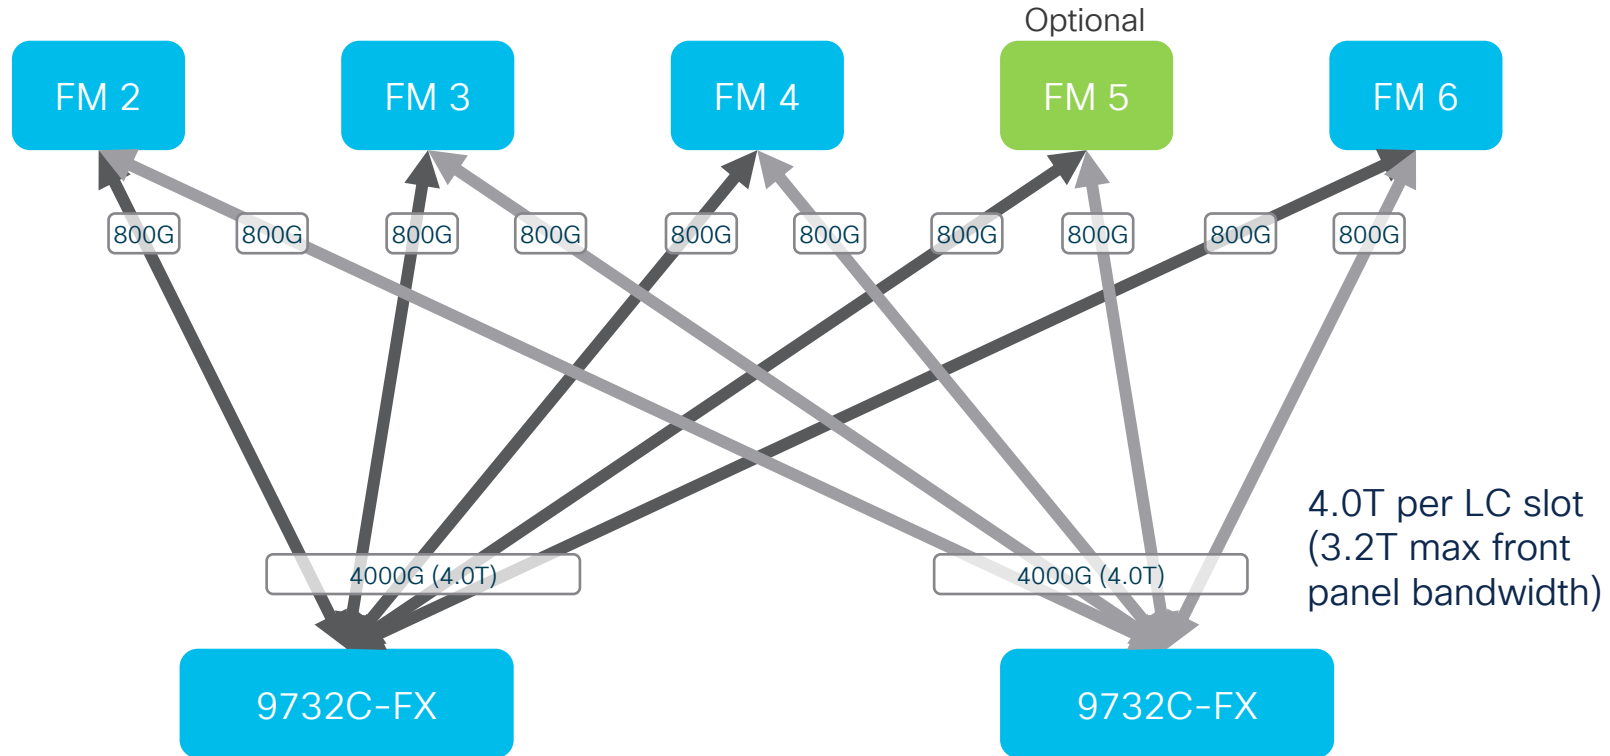 Optional
FM 2
FM 3
FM 4
FM 5
FM 6
800G
800G
800G
800G
800G
800G
800G
800G
800G
800G
4000G (4.0T)
4000G (4.0T)
4.0T per LC slot
(3.2T max front
panel bandwidth)
9732C-FX
9732C-FX